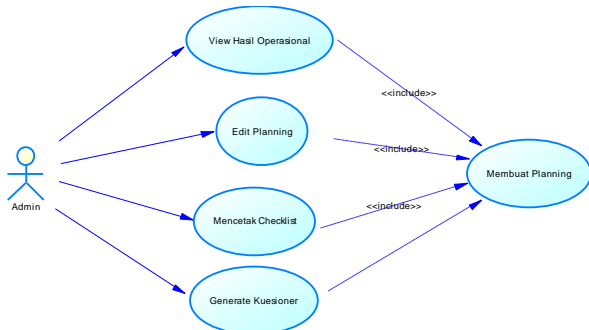 View Hasil Operasional
<<include>>
Edit Planning
<<include>>
Membuat Planning
Admin
<<include>>
Mencetak Checklist
Generate Kuesioner